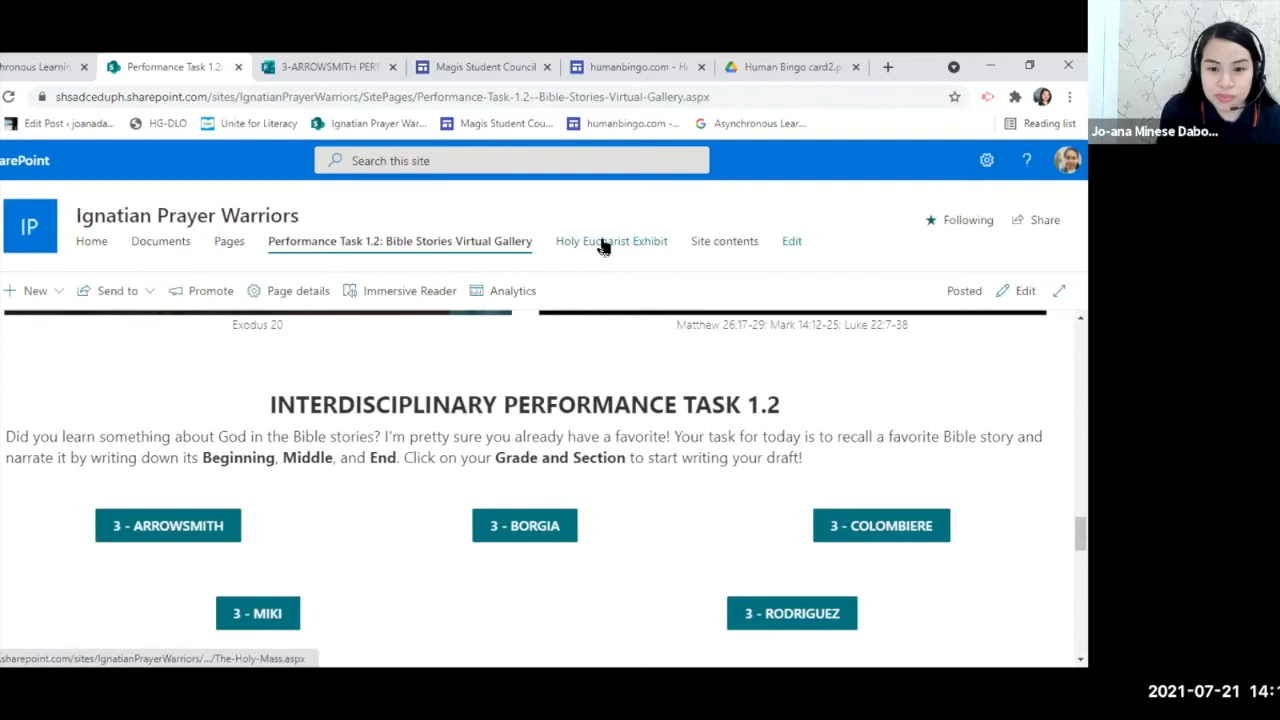 chronous Learnin
Performance Task 1.2:
3-ARROWSMITH PERF
Magis Student Council
humanbingo.com - Hu
Human Bingo card2.p
shsadceduph.sharepoint.com/sites/IgnatianPrayerWarriors/SitePages/Performance-Task-1.2--Bible-Stories-Virtual-Gallery.aspx
Edit Post ‹ joanada...
HG-DLO
Unite for Literacy
Ignatian Prayer War...
Magis Student Cou...
humanbingo.com -...
Asynchronous Lear...
Reading list
Jo-ana Minese Dabo...
arePoint
Search this site
IP
Ignatian Prayer Warriors
Following
Share
Home
Documents
Pages
Performance Task 1.2: Bible Stories Virtual Gallery
Holy Eucharist Exhibit
Site contents
Edit
New
Send to
Promote
Page details
Immersive Reader
Analytics
Posted
Edit
Exodus 20
Matthew 26:17-29; Mark 14:12-25; Luke 22:7-38
INTERDISCIPLINARY PERFORMANCE TASK 1.2
Did you learn something about God in the Bible stories? I'm pretty sure you already have a favorite! Your task for today is to recall a favorite Bible story and
narrate it by writing down its Beginning, Middle, and End. Click on your Grade and Section to start writing your draft!
3 - ARROWSMITH
3 - BORGIA
3 - COLOMBIERE
3 - MIKI
3 - RODRIGUEZ
.sharepoint.com/sites/IgnatianPrayerWarriors/.../The-Holy-Mass.aspx
2021-07-21 14: